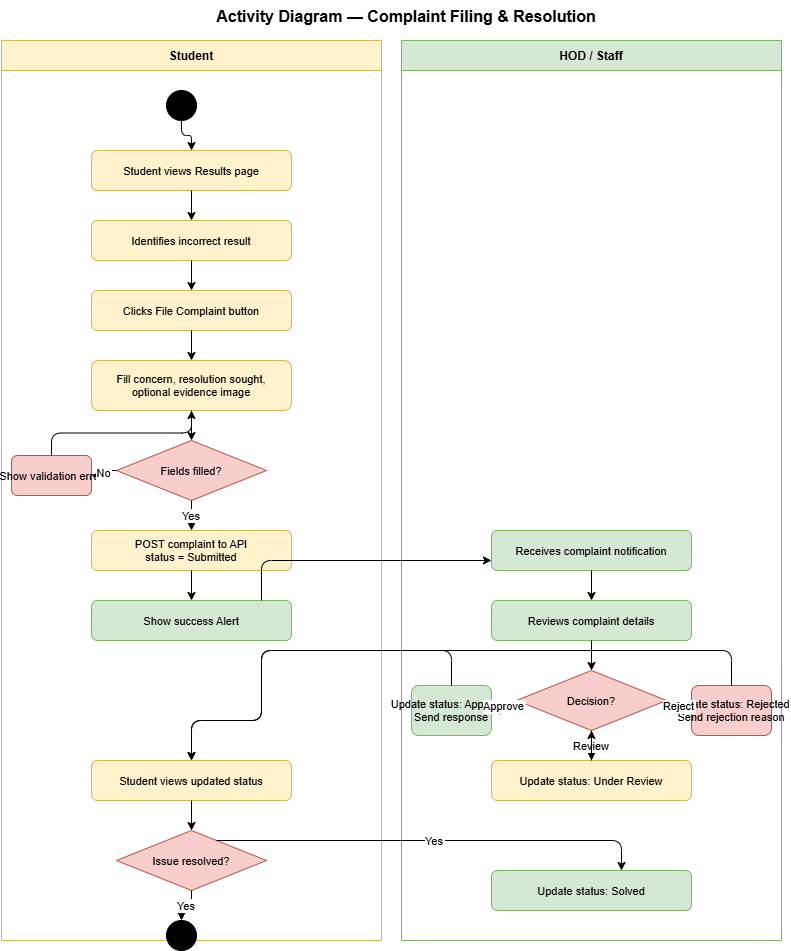 Activity Diagram — Complaint Filing & Resolution
Student
HOD / Staff
Student views Results page
Identifies incorrect result
Clicks File Complaint button
Fill concern, resolution sought,
optional evidence image
Show validation
No
Fields filled?
Yes
POST complaint to API
status = Submitted
Receives complaint notification
Show success Alert
Reviews complaint details
Update status:
Send response
Approve
Decision?
Reject
status: Rejected
Send rejection reason
Review
Student views updated status
Update status: Under Review
Yes
Issue resolved?
Update status: Solved
Yes